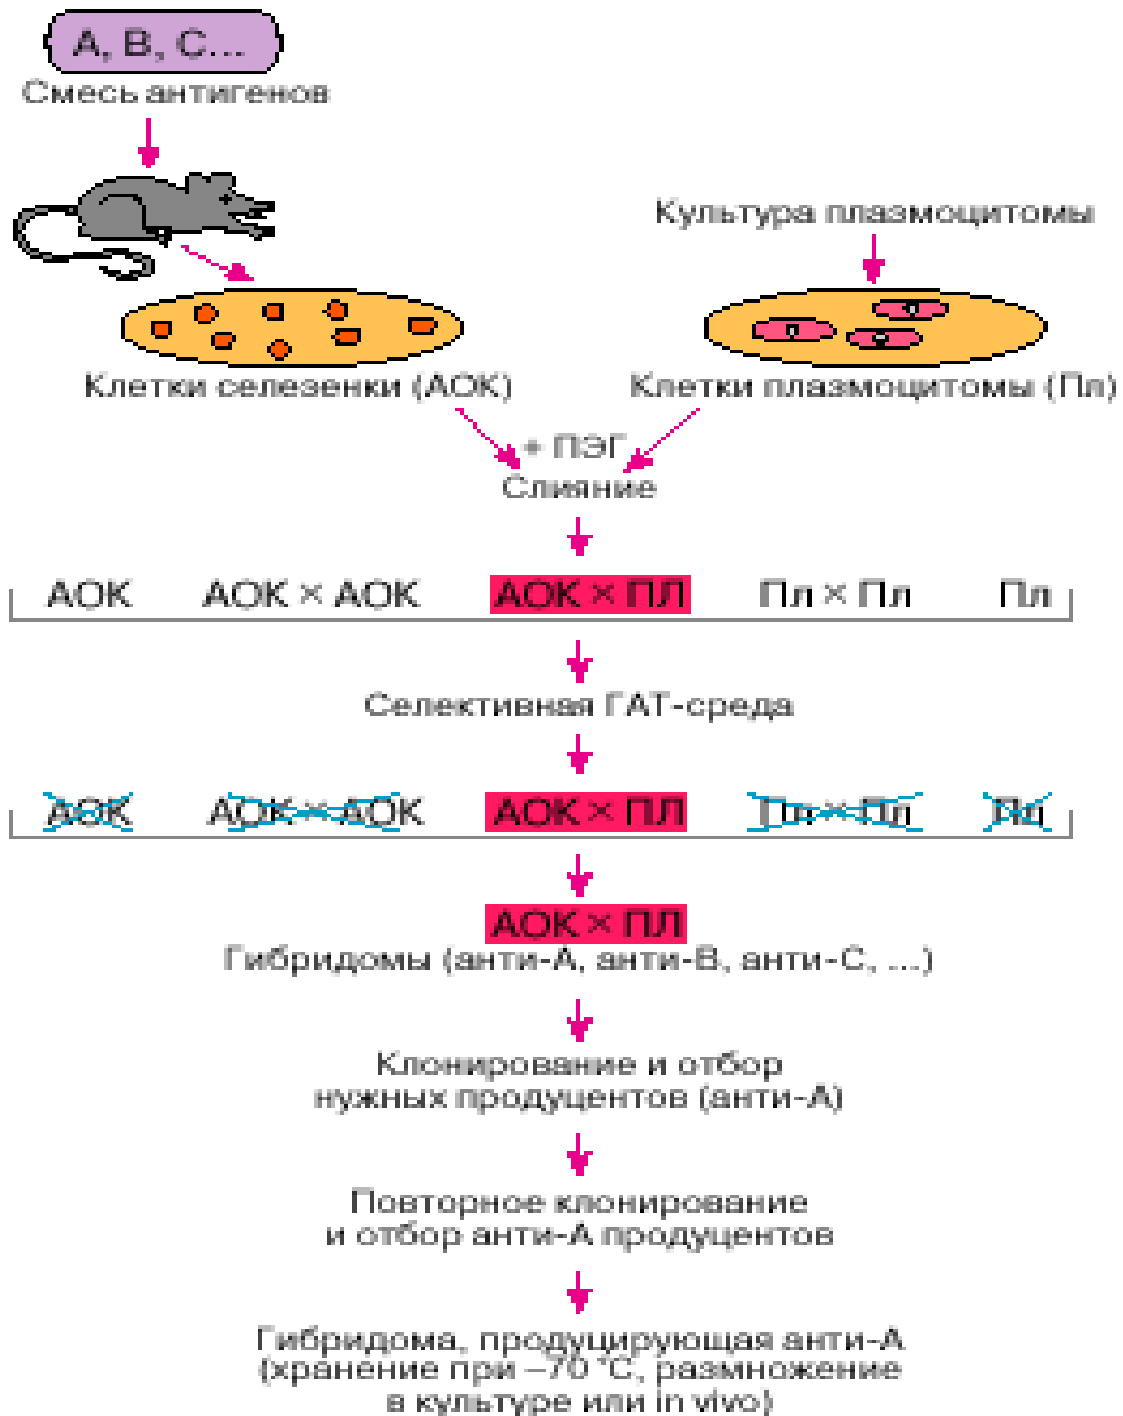 А, В, С...
Смесь антигенов
Культура плазмоцитомы
Клетки селезенки (АОК)
Клетки плазмоцитомы (Пл)
+ ПЭГ
Слияние
АОК АОК × АОК АОК × ПЛ Пл × Пл Пл
Селективная ГАТ-среда
АОК АОК × АОК АОК × ПЛ Пл × Пл Пл
АОК × ПЛ
Гибридомы (анти-А, анти-В, анти-С, ...)
Клонирование и отбор
нужных продуцентов (анти-А)
Повторное клонирование
и отбор анти-А продуцентов
Гибридома, продуцирующая анти-А
(хранение при –70 °С, размножение
в культуре или in vivo)